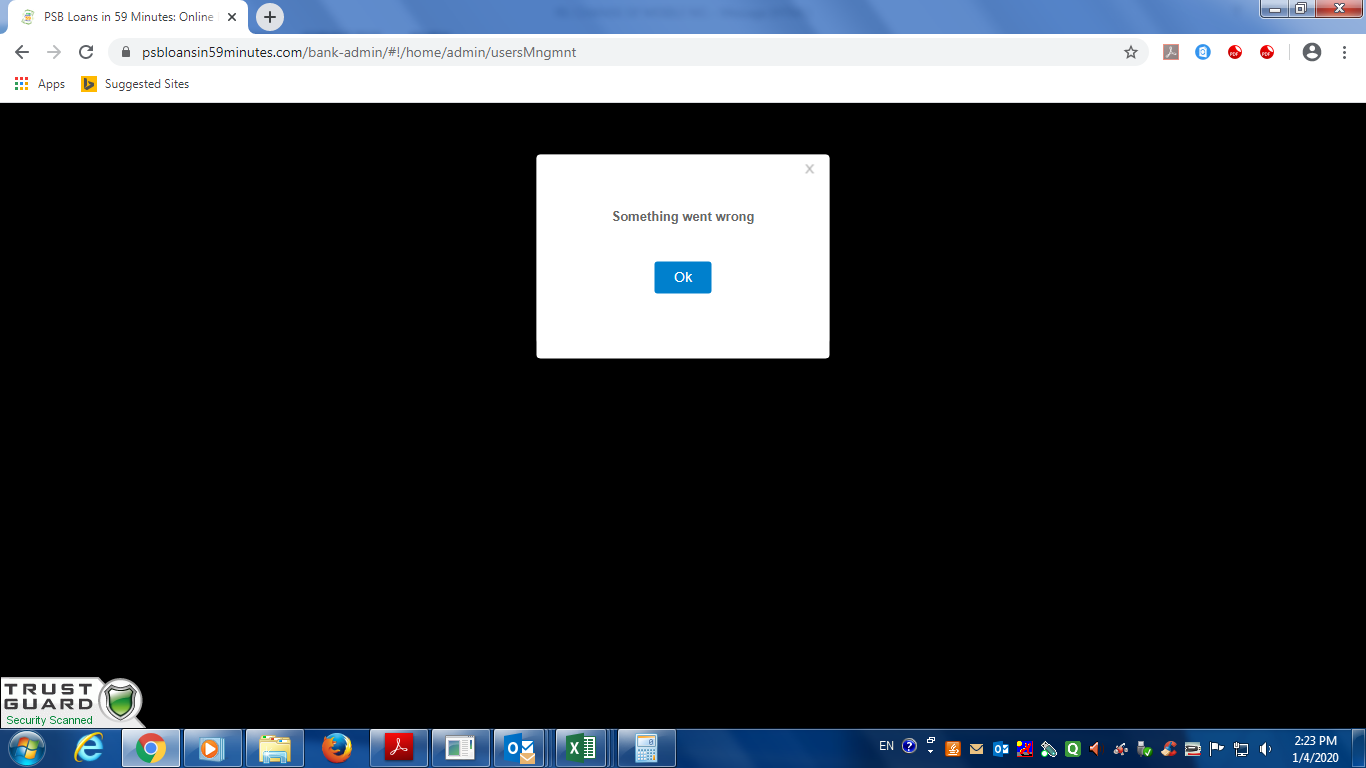 PSB Loans in 59 Minutes: Online
psbloansin59minutes.com/bank-admin/#!/home/admin/usersMngmnt
Apps
Suggested Sites
x
Something went wrong
Ok
TRUST
GUARD
Security Scanned
EN
2:23 PM
1/4/2020